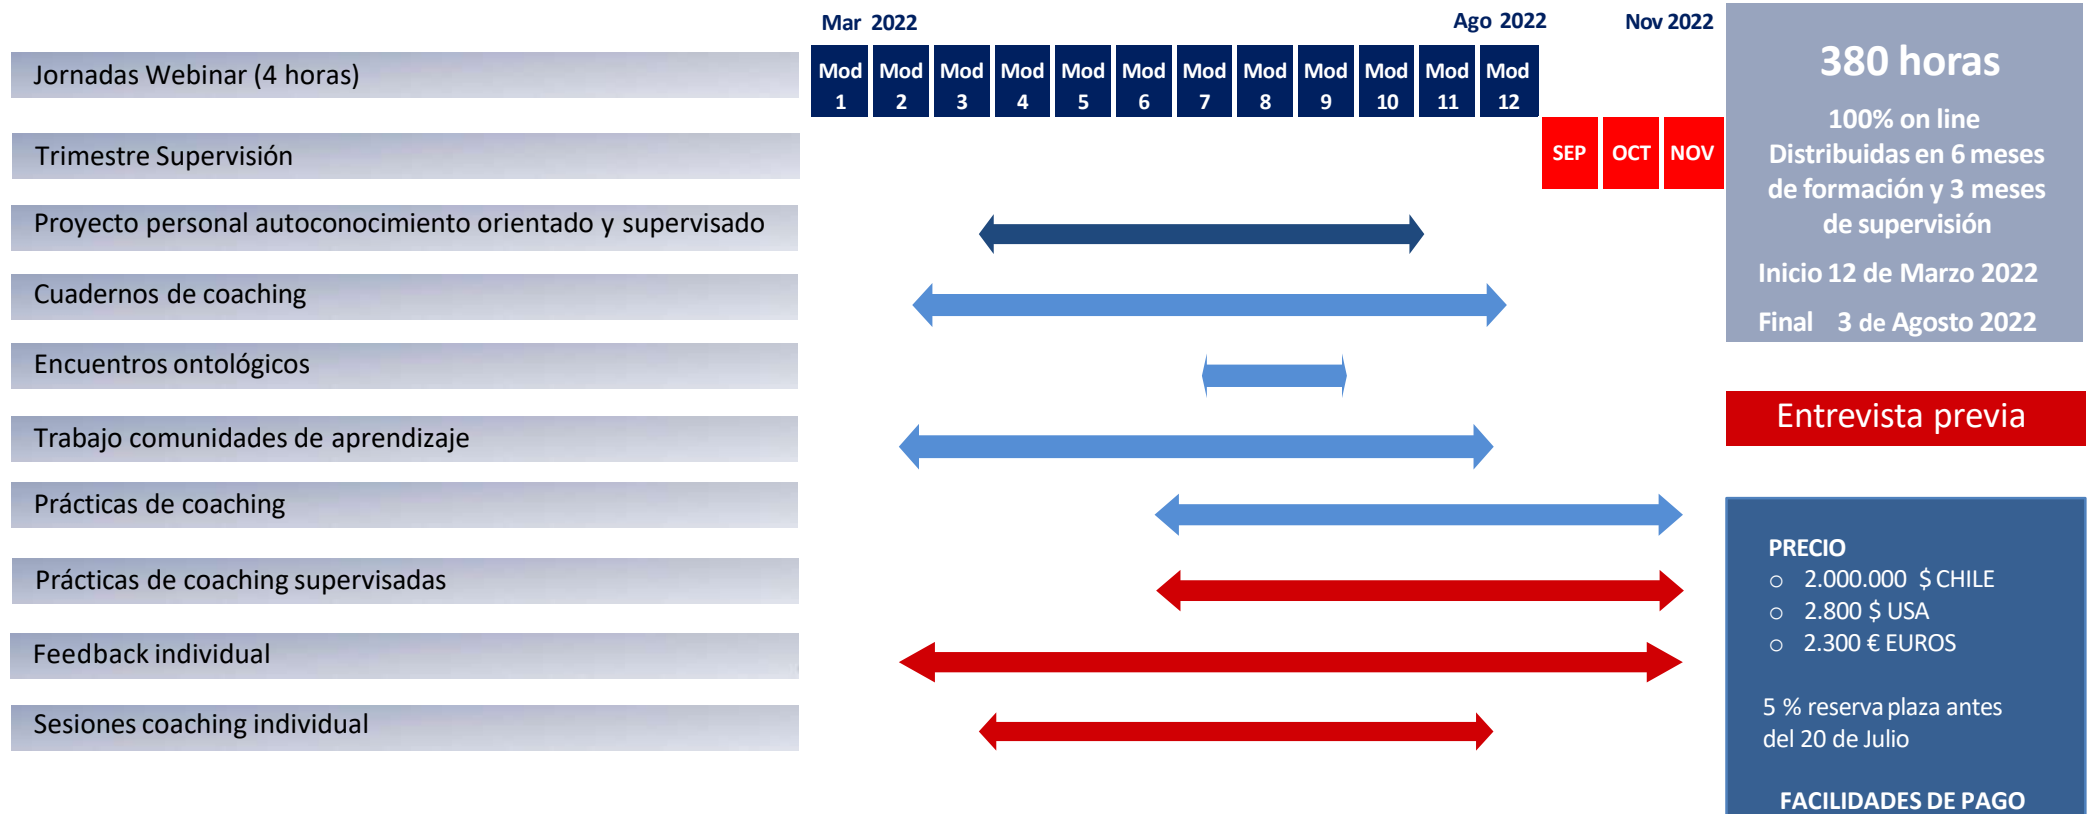 Mar 2022
Ago 2022
Nov 2022
Jornadas Webinar (4 horas)
Mod 1
Mod 2
Mod 3
Mod 4
Mod 5
Mod 6
Mod 7
Mod 8
Mod 9
Mod 10
Mod 11
Mod 12
Trimestre Supervisión
SEP
OCT
NOV
Proyecto personal autoconocimiento orientado y supervisado
Cuadernos de coaching
Encuentros ontológicos
Trabajo comunidades de aprendizaje
Prácticas de coaching
Prácticas de coaching supervisadas
Feedback individual
Sesiones coaching individual
380 horas
100% on line
Distribuidas en 6 meses
de formación y 3 meses
de supervisión
Inicio 12 de Marzo 2022
Final 3 de Agosto 2022
Entrevista previa
PRECIO
o 2.000.000 $ CHILE
o 2.800 $ USA
o 2.300 € EUROS
5 % reserva plaza antes
del 20 de Julio
FACILIDADES DE PAGO